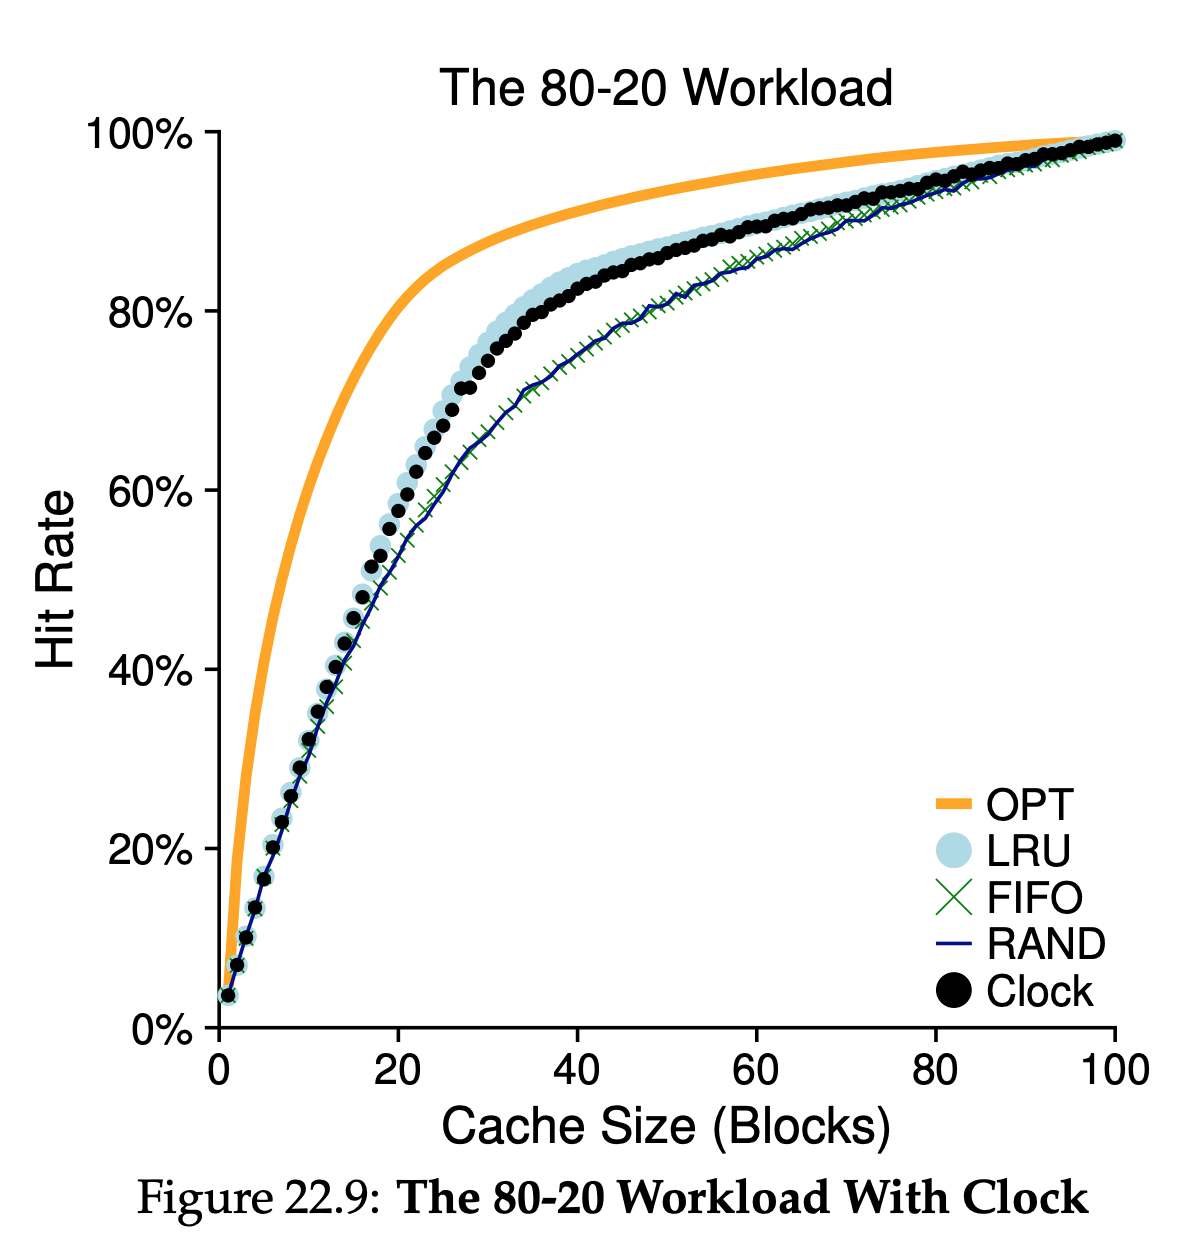 The 80-20 Workload
100%
80%
60%
40%
20%
0%
Hit Rate
OPT
LRU
FIFO
RAND
Clock
0 20 40 60 80 100
Cache Size (Blocks)
Figure 22.9: The 80-20 Workload With Clock